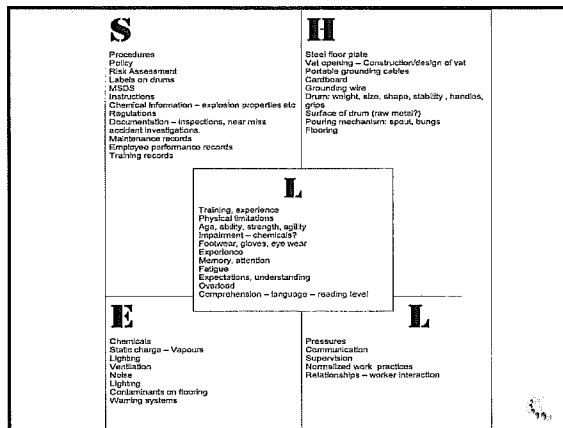 S
Procedures
Policy
Risk Assessment
Labels on drums
MSDS
Instructions
Chemical Information – explosion properties etc
Regulations
Documentation – inspections, near miss
accident investigations.
Maintenance records
Employee performance records
Training records
H
Steel floor plate
Vat opening – Construction/design of vat
Portable grounding cables
Cardboard
Grounding wire
Drum: weight, size, shape, stability, handles,
grips
Surface of drum (raw metal?)
Pouring mechanism: spout, bungs
Flooring
L
Training, experience
Physical limitations
Age, ability, strength, agility
Impairment – chemicals?
Footwear, gloves, eye wear
Experience
Memory, attention
Fatigue
Expectations, understanding
Overload
Comprehension – language – reading level
E
Chemicals
Static charge – Vapours
Lighting
Ventilation
Noise
Lighting
Contaminants on flooring
Warning systems
L
Pressures
Communication
Supervision
Normalized work practices
Relationships – worker interaction